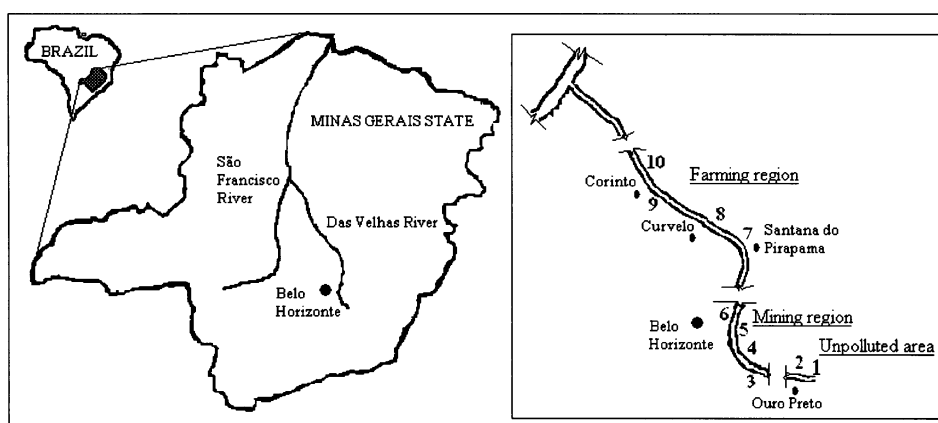 BRAZIL
MINAS GERAIS STATE
São
Francisco
River
Das Velhas River
Belo
Horizonte
10
Corinto
Farming region
9
8
Curvelo
7
Santana do
Pirapama
6
Belo
Horizonte
5
Mining region
4
Unpolluted area
3
2
1
Ouro Preto